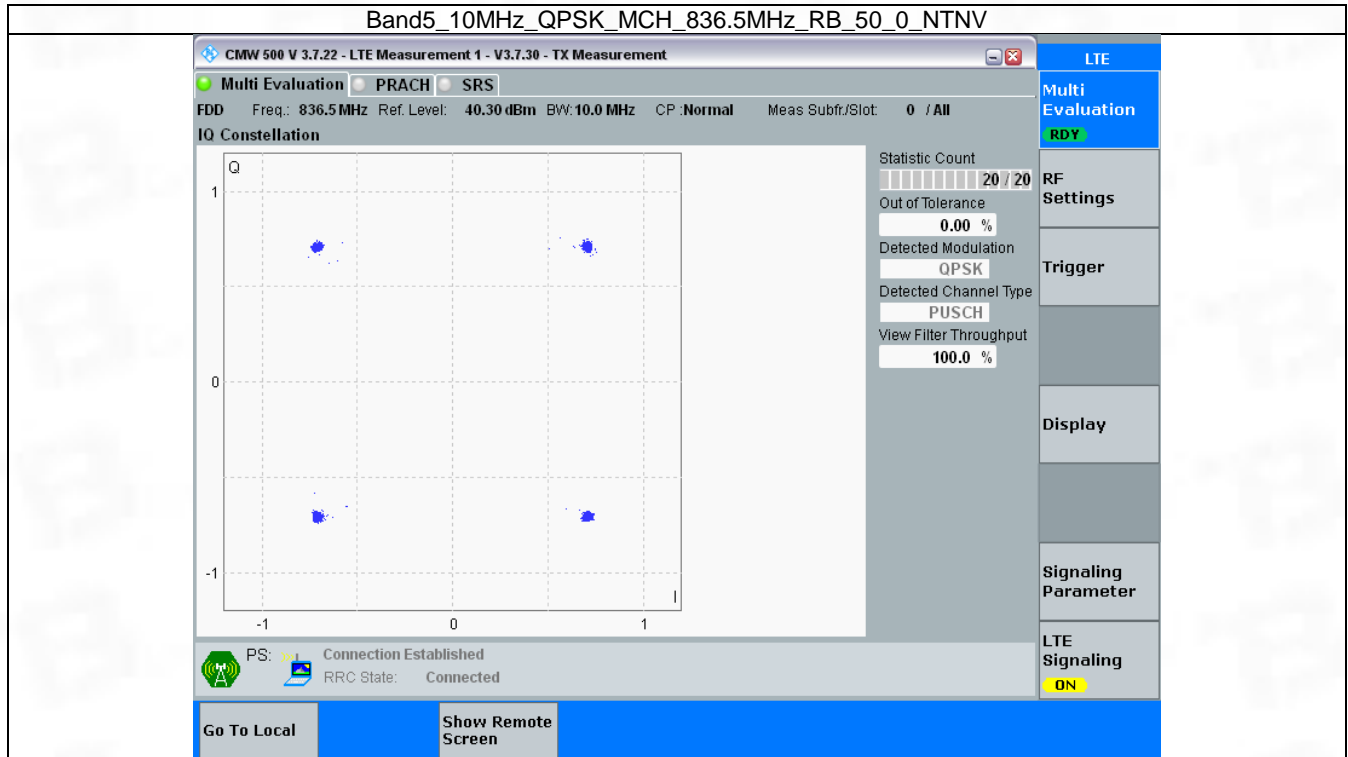 Band5_10MHz_QPSK_MCH_836.5MHz_RB_50_0_NTNV
CMW 500 V 3.7.22 - LTE Measurement 1 - V3.7.30 - TX Measurement
LTE
Multi Evaluation PRACH SRS
FDD Freq.: 836.5 MHz Ref. Level: 40.30 dBm BW: 10.0 MHz CP : Normal Meas Subfr./Slot: 0 / All
IQ Constellation
Q
1
0
-1
I
-1 0 1
Statistic Count
20 / 20
Out of Tolerance
0.00 %
Detected Modulation
QPSK
Detected Channel Type
PUSCH
View Filter Throughput
100.0 %
Multi
Evaluation
RDY
RF
Settings
Trigger
Display
Signaling
Parameter
LTE
Signaling
ON
PS: Connection Established
RRC State: Connected
Go To Local
Show Remote
Screen